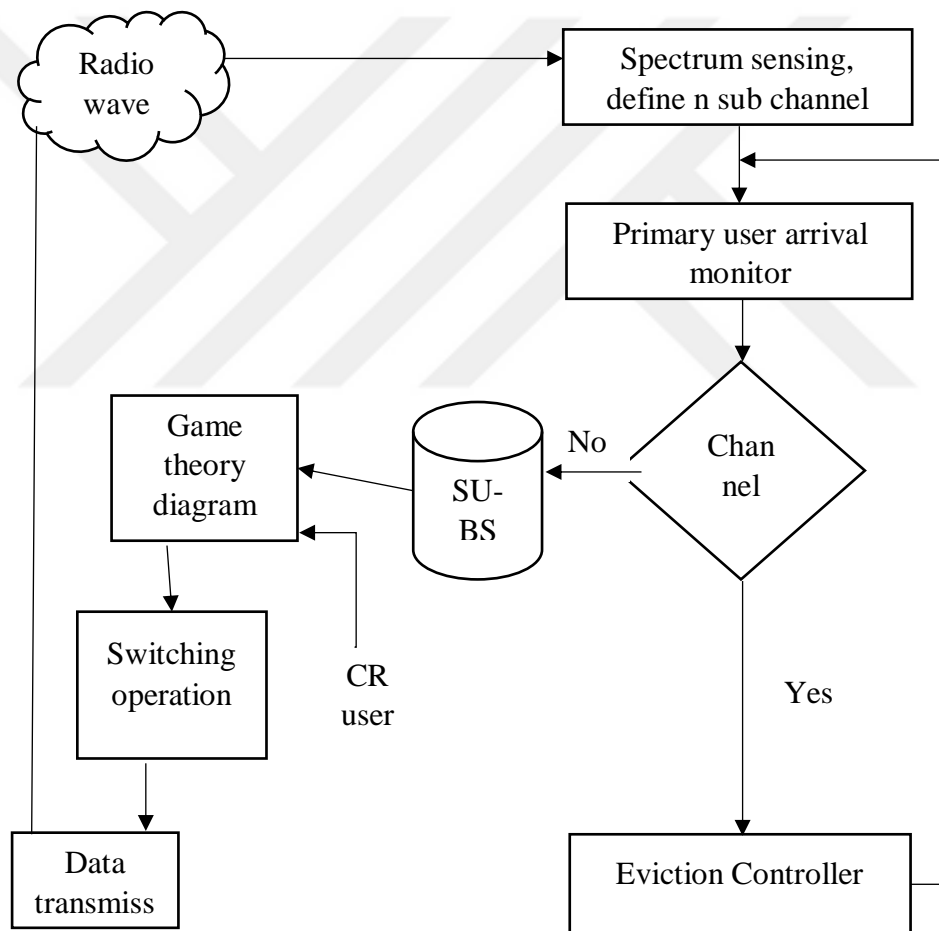 Radio
wave
Spectrum sensing,
define n sub channel
Primary user arrival
monitor
Game
theory
diagram
SU-
BS
No
Chan
nel
Switching
operation
CR
user
Yes
Data
transmiss
Eviction Controller